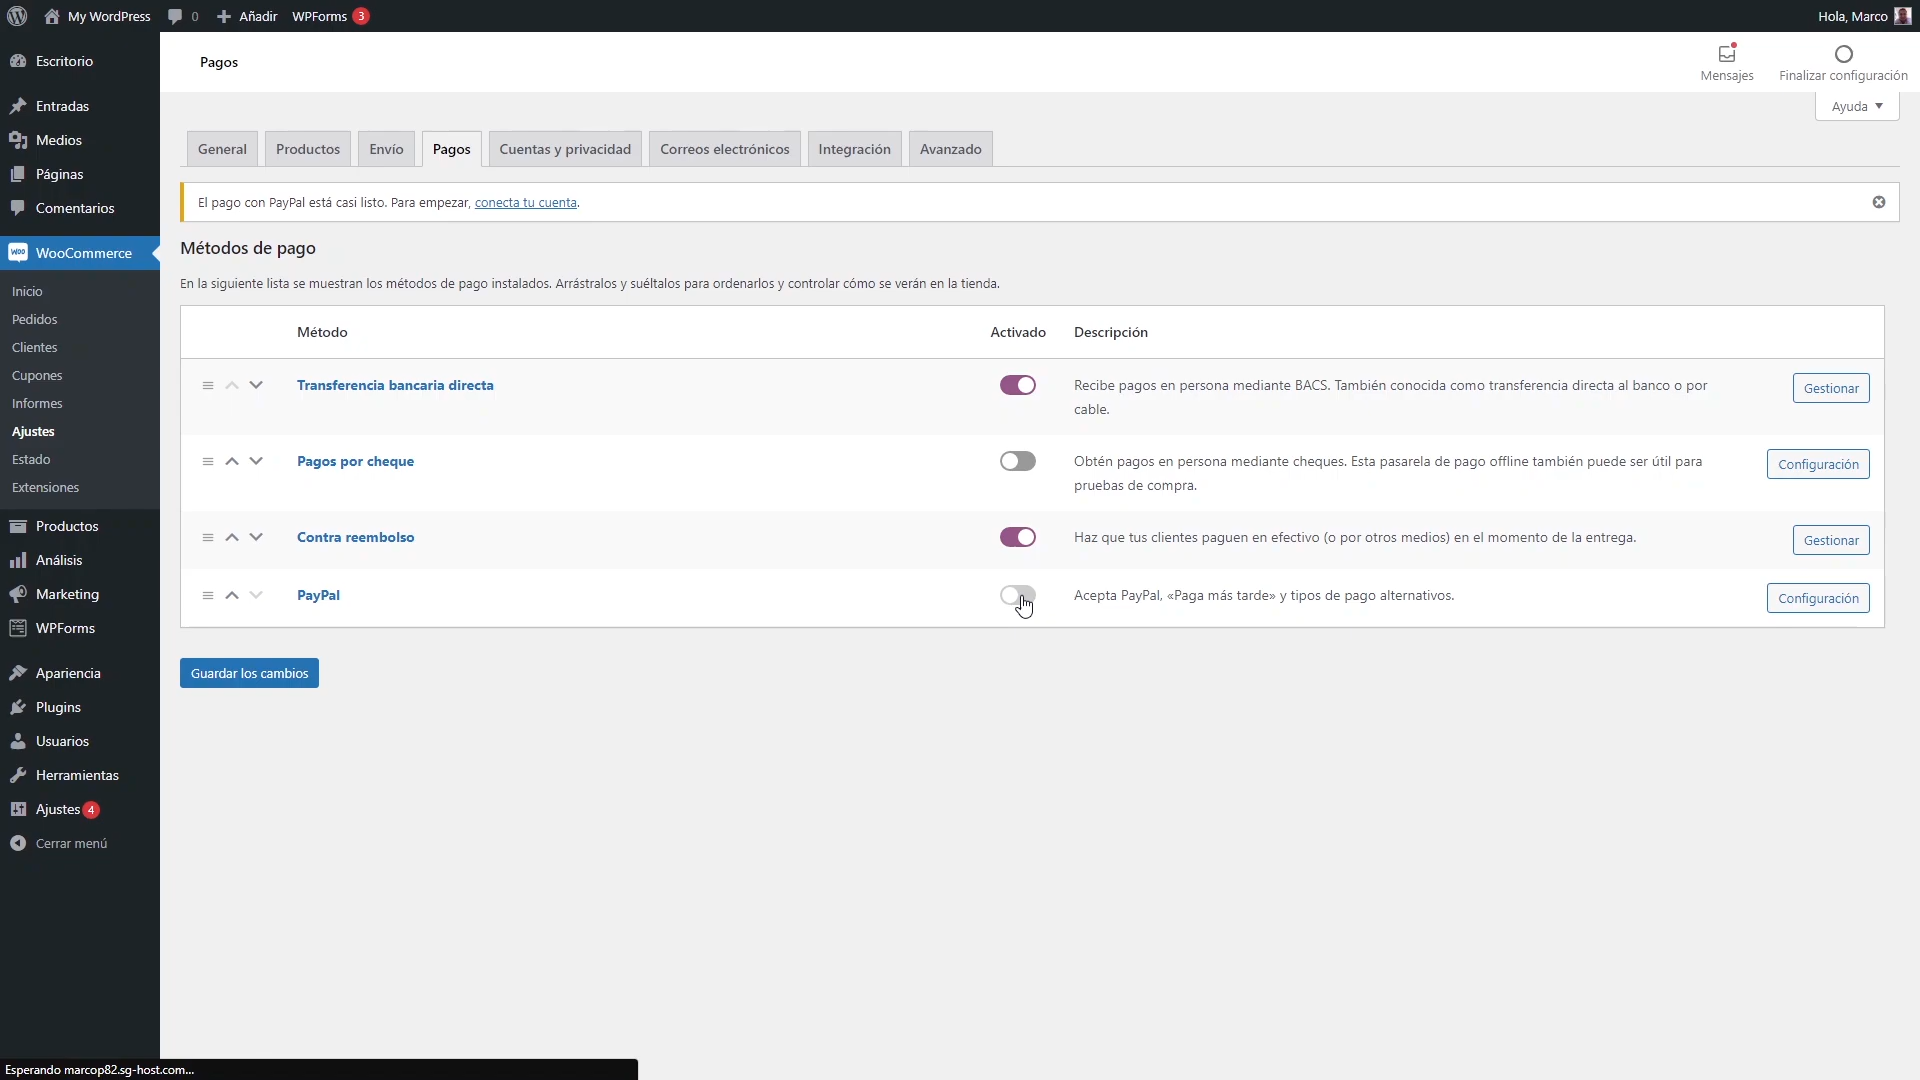 My WordPress
0
Añadir
WPForms 3
Hola, Marco
Escritorio
Entradas
Medios
Páginas
Comentarios
WooCommerce
Inicio
Pedidos
Clientes
Cupones
Informes
Ajustes
Estado
Extensiones
Productos
Análisis
Marketing
WPForms
Apariencia
Plugins
Usuarios
Herramientas
Ajustes 4
Cerrar menú
Pagos
Mensajes
Finalizar configuración
Ayuda
General
Productos
Envío
Pagos
Cuentas y privacidad
Correos electrónicos
Integración
Avanzado
El pago con PayPal está casi listo. Para empezar, conecta tu cuenta.
Métodos de pago
En la siguiente lista se muestran los métodos de pago instalados. Arrástralos y suéltalos para ordenarlos y controlar cómo se verán en la tienda.
Método
Activado
Descripción
Transferencia bancaria directa
Recibe pagos en persona mediante BACS. También conocida como transferencia directa al banco o por
cable.
Gestionar
Pagos por cheque
Obtén pagos en persona mediante cheques. Esta pasarela de pago offline también puede ser útil para
pruebas de compra.
Configuración
Contra reembolso
Haz que tus clientes paguen en efectivo (o por otros medios) en el momento de la entrega.
Gestionar
PayPal
Acepta PayPal, «Paga más tarde» y tipos de pago alternativos.
Configuración
Guardar los cambios
Esperando marcop82.sg-host.com...